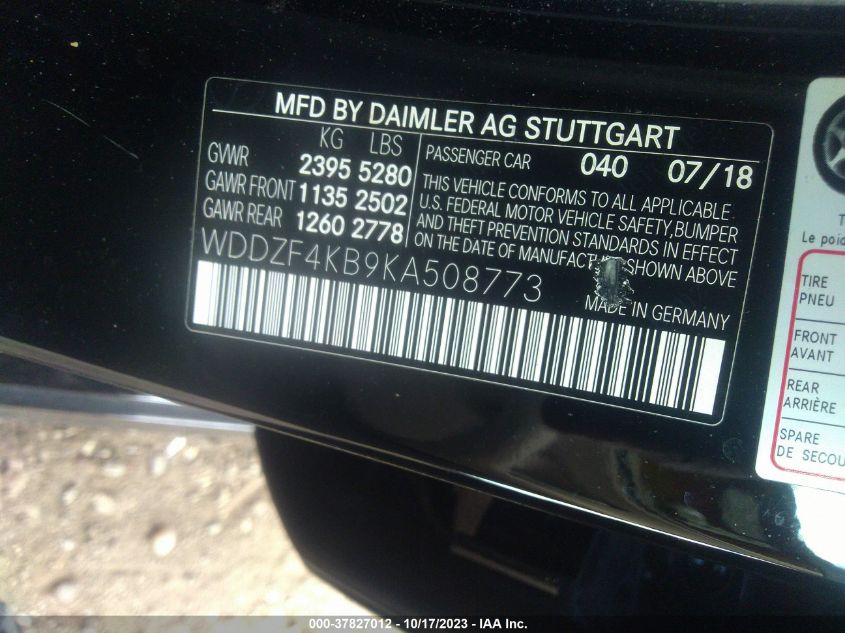 MFD BY DAIMLER AG STUTTGART
KG LBS
GVWR 2395 5280
GAWR FRONT 1135 2502
GAWR REAR 1260 2778
PASSENGER CAR 040 07/18
THIS VEHICLE CONFORMS TO ALL APPLICABLE
U.S. FEDERAL MOTOR VEHICLE SAFETY, BUMPER
AND THEFT PREVENTION STANDARDS IN EFFECT
ON THE DATE OF MANUFACTURE SHOWN ABOVE
WDDZF4KB9KA508773
MADE IN GERMANY
T
Le poid
TIRE
PNEU
FRONT
AVANT
REAR
ARRIÈRE
SPARE
DE SECOU
000-37827012 - 10/17/2023 - IAA Inc.